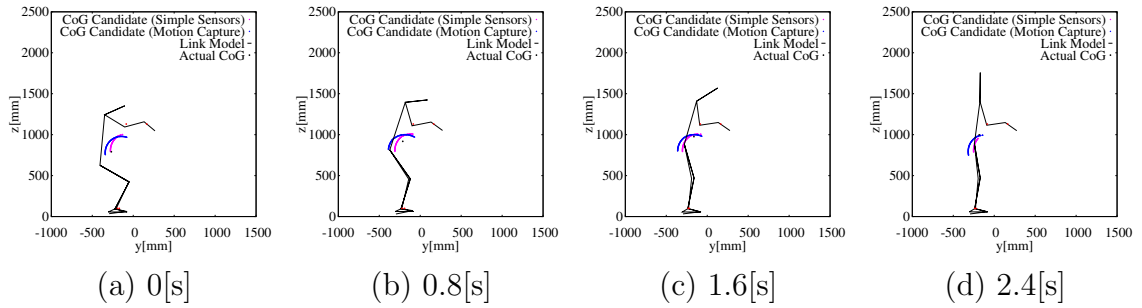 CoG Candidate (Simple Sensors)
CoG Candidate (Motion Capture)
Link Model
Actual CoG
2500
2000
1500
1000
500
0
z[mm]
-1000 -500 0 500 1000 1500
y[mm]
(a) 0[s]
CoG Candidate (Simple Sensors)
CoG Candidate (Motion Capture)
Link Model
Actual CoG
2500
2000
1500
1000
500
0
z[mm]
-1000 -500 0 500 1000 1500
y[mm]
(b) 0.8[s]
CoG Candidate (Simple Sensors)
CoG Candidate (Motion Capture)
Link Model
Actual CoG
2500
2000
1500
1000
500
0
z[mm]
-1000 -500 0 500 1000 1500
y[mm]
(c) 1.6[s]
CoG Candidate (Simple Sensors)
CoG Candidate (Motion Capture)
Link Model
Actual CoG
2500
2000
1500
1000
500
0
z[mm]
-1000 -500 0 500 1000 1500
y[mm]
(d) 2.4[s]